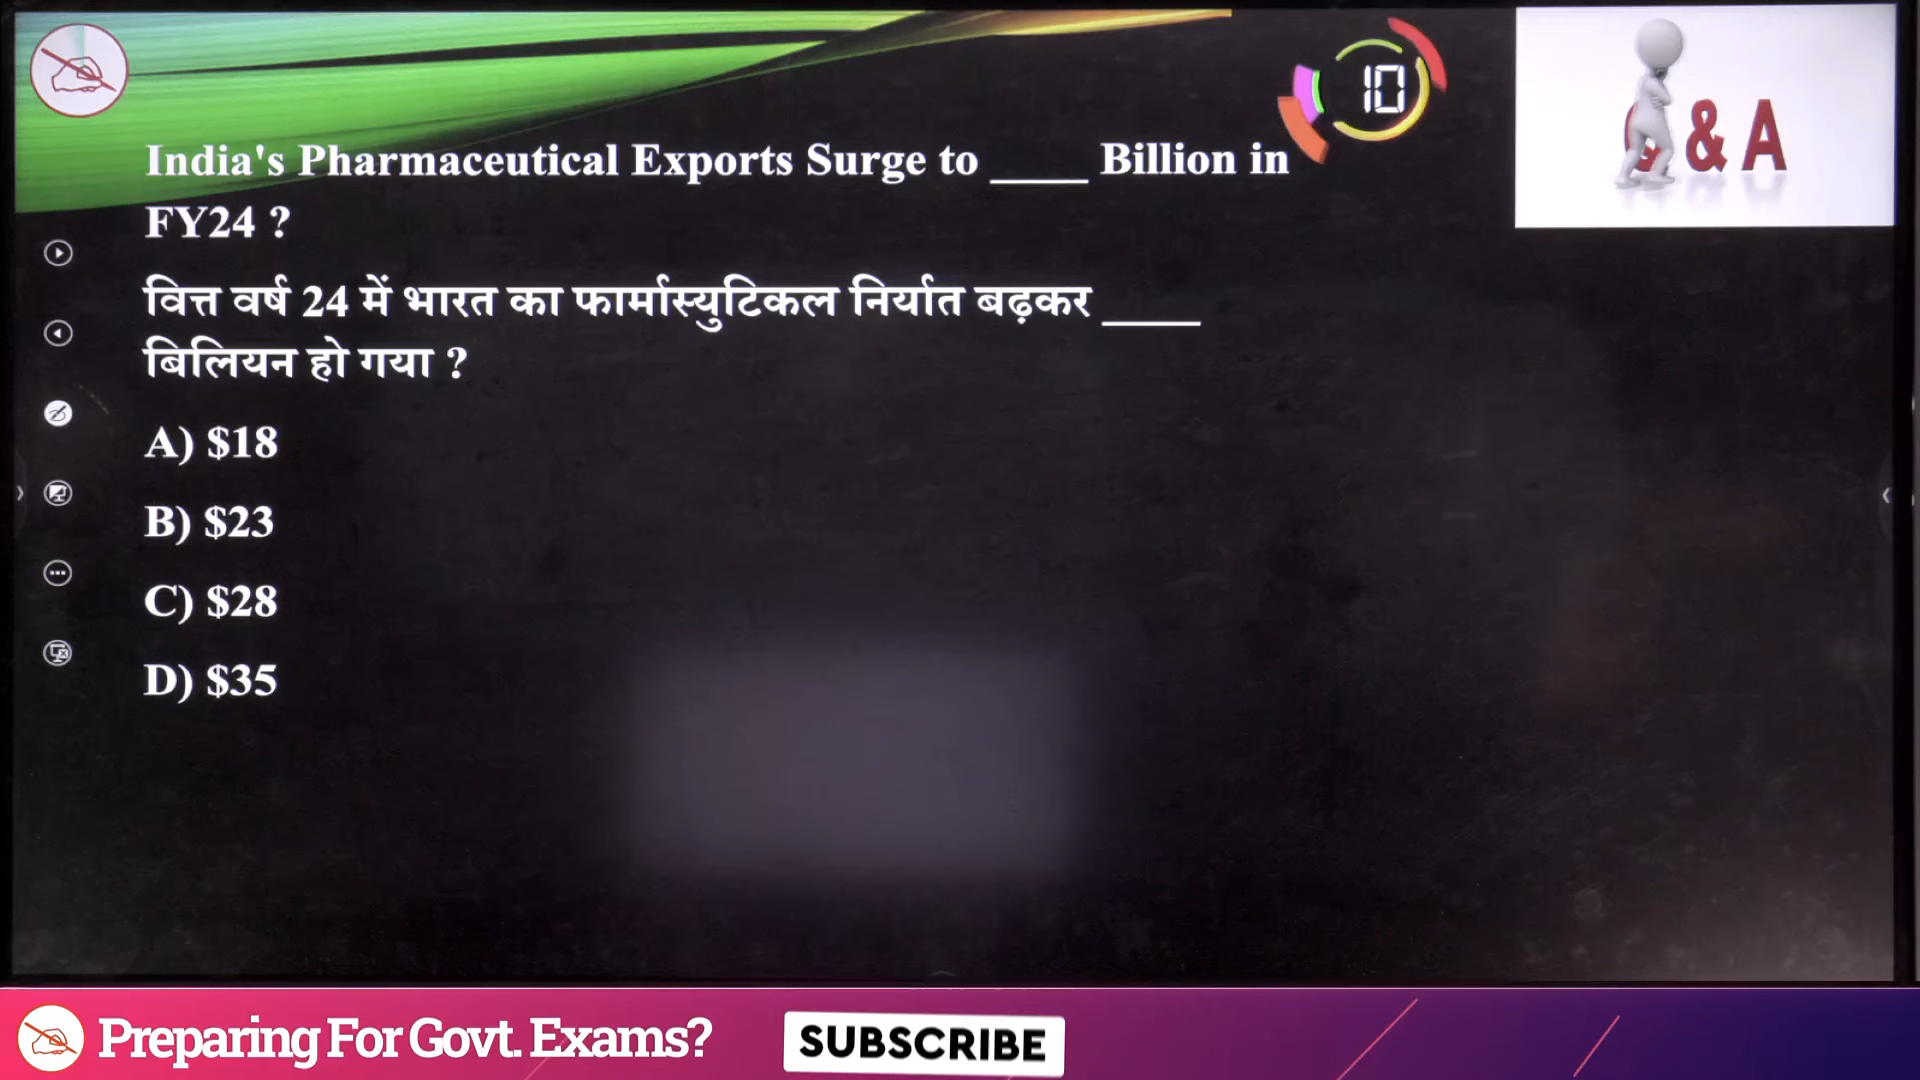 10
& A
India's Pharmaceutical Exports Surge to ____ Billion in
FY24 ?
वित्त वर्ष 24 में भारत का फार्मास्युटिकल निर्यात बढ़कर ____
बिलियन हो गया ?
A) $18
B) $23
C) $28
D) $35
Preparing For Govt. Exams?
SUBSCRIBE